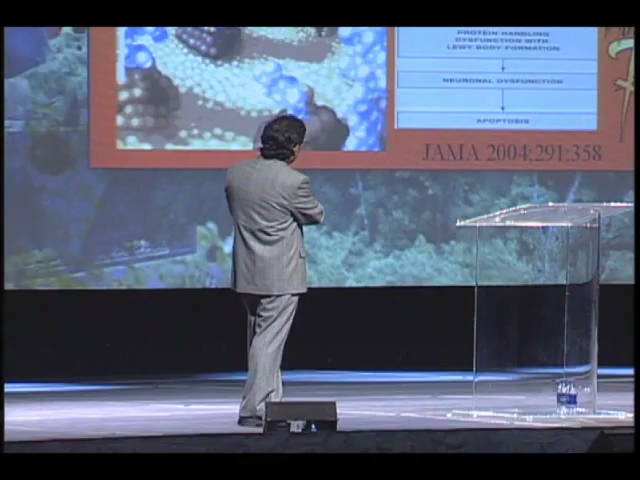 PROTEIN HANDLING
DYSFUNCTION WITH
LEWY BODY FORMATION
NEURONAL DYSFUNCTION
APOPTOSIS
JAMA 2004;291:358